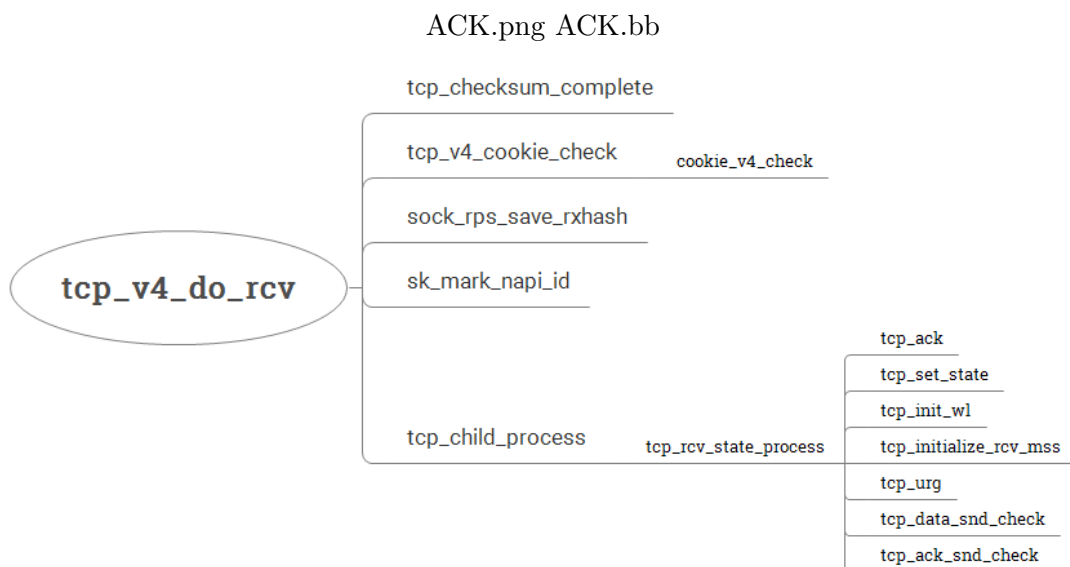 ACK.png ACK.bb
tcp_v4_do_rcv
tcp_checksum_complete
tcp_v4_cookie_check
cookie_v4_check
sock_rps_save_rxhash
sk_mark_napi_id
tcp_child_process
tcp_rcv_state_process
tcp_ack
tcp_set_state
tcp_init_wl
tcp_initialize_rcv_mss
tcp_urg
tcp_data_snd_check
tcp_ack_snd_check